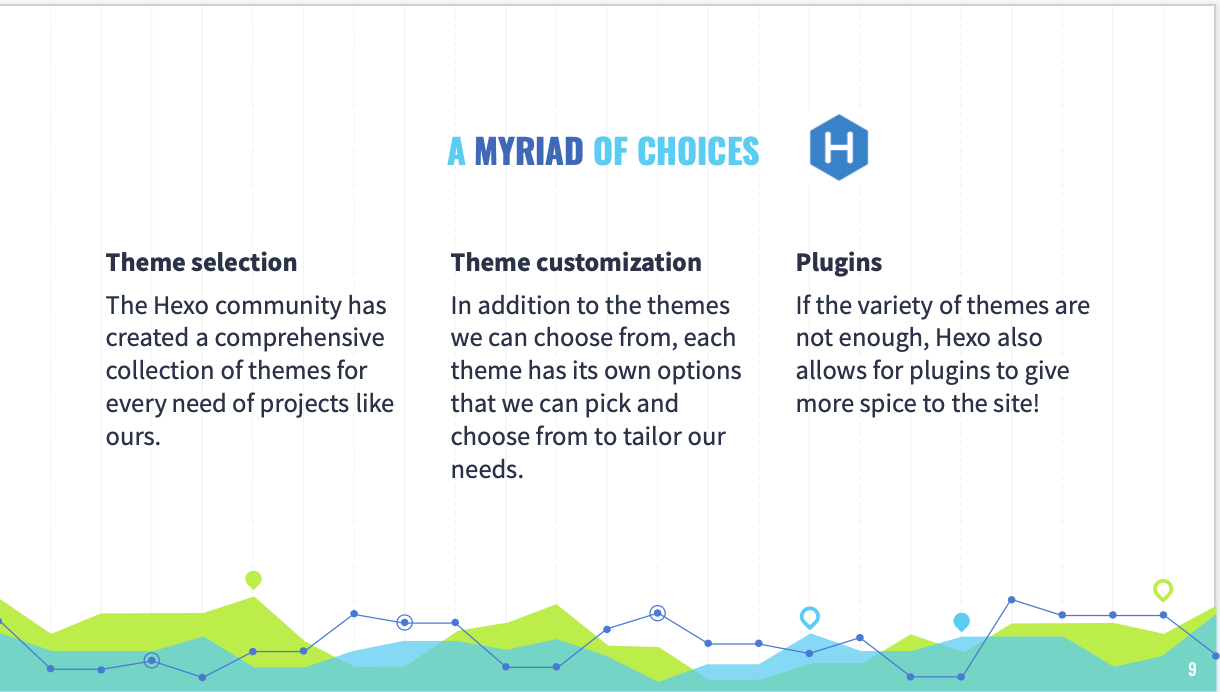 A MYRIAD OF CHOICES
H
Theme selection
The Hexo community has
created a comprehensive
collection of themes for
every need of projects like
ours.
Theme customization
In addition to the themes
we can choose from, each
theme has its own options
that we can pick and
choose from to tailor our
needs.
Plugins
If the variety of themes are
not enough, Hexo also
allows for plugins to give
more spice to the site!
9